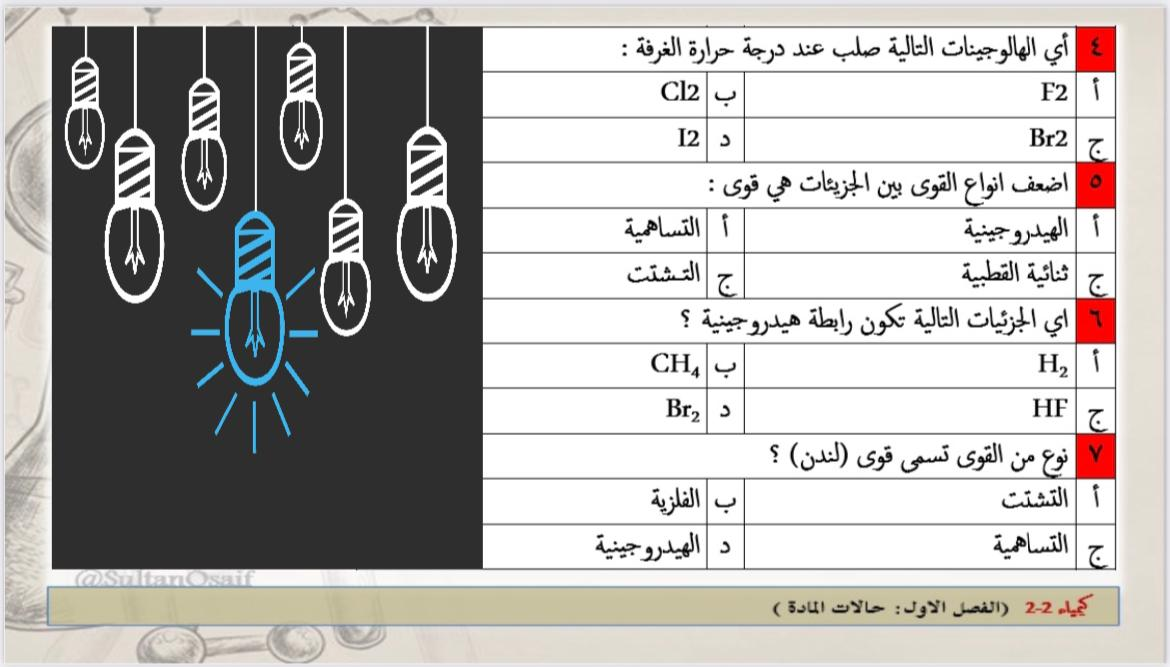 ٤ أي الهالوجينات التالية صلب عند درجة حرارة الغرفة :
أ F2 ب Cl2
ج Br2 د I2
٥ اضعف انواع القوى بين الجزيئات هي قوى :
أ الهيدروجينية أ التساهمية
ج ثنائية القطبية ج التشتت
٦ اي الجزئيات التالية تكون رابطة هيدروجينية ؟
أ H₂ ب CH₄
ج HF د Br₂
٧ نوع من القوى تسمى قوى (لندن) ؟
أ التشتت ب الفلزية
ج التساهمية د الهيدروجينية
@SultanOsaif
كيمياء 2-2 (الفصل الاول: حالات المادة )